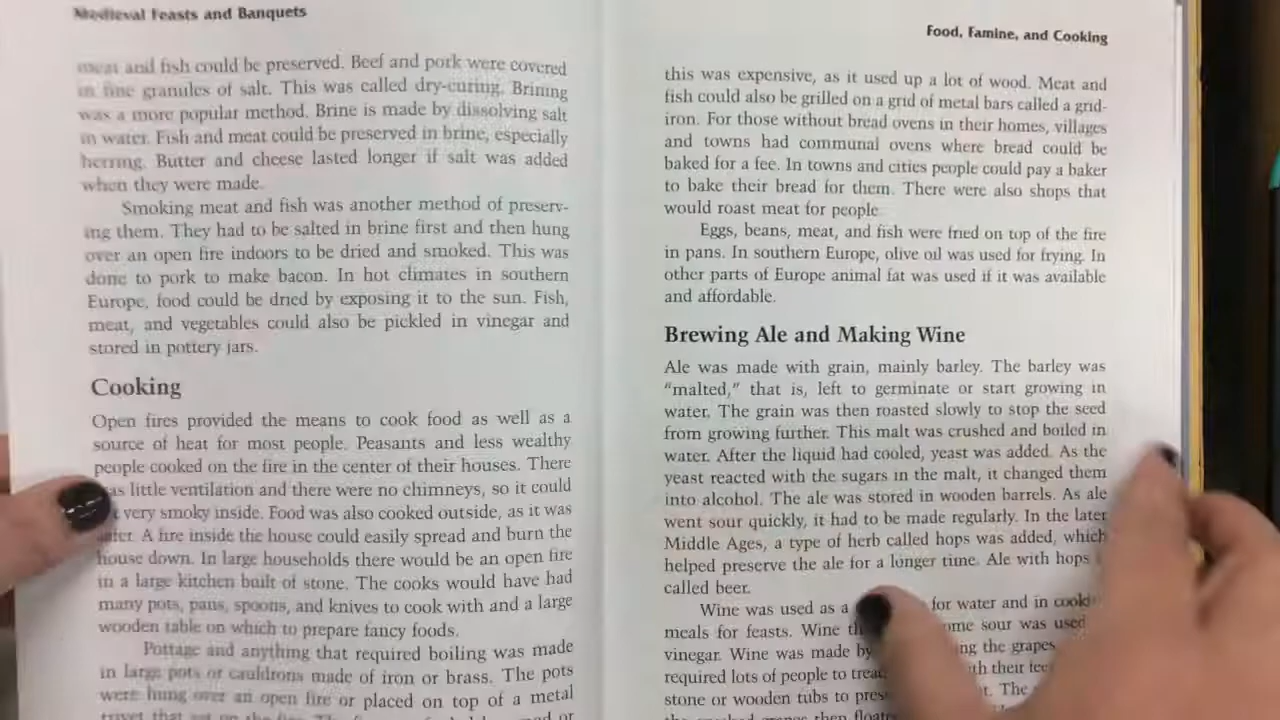 Medieval Feasts and Banquets
meat and fish could be preserved. Beef and pork were covered
in fine granules of salt. This was called dry-curing. Brining
was a more popular method. Brine is made by dissolving salt
in water. Fish and meat could be preserved in brine, especially
herring. Butter and cheese lasted longer if salt was added
when they were made.
Smoking meat and fish was another method of preserv-
ing them. They had to be salted in brine first and then hung
over an open fire indoors to be dried and smoked. This was
done to pork to make bacon. In hot climates in southern
Europe, food could be dried by exposing it to the sun. Fish,
meat, and vegetables could also be pickled in vinegar and
stored in pottery jars.
Cooking
Open fires provided the means to cook food as well as a
source of heat for most people. Peasants and less wealthy
people cooked on the fire in the center of their houses. There
as little ventilation and there were no chimneys, so it could
very smoky inside. Food was also cooked outside, as it was
A fire inside the house could easily spread and burn the
house down. In large households there would be an open fire
in a large kitchen built of stone. The cooks would have had
many pots, pans, spoons, and knives to cook with and a large
wooden table on which to prepare fancy foods.
Pottage and anything that required boiling was made
in large pots or cauldrons made of iron or brass. The pots
were hung over an open fire or placed on top of a metal
trivet that
Food, Famine, and Cooking
this was expensive, as it used up a lot of wood. Meat and
fish could also be grilled on a grid of metal bars called a grid-
iron. For those without bread ovens in their homes, villages
and towns had communal ovens where bread could be
baked for a fee. In towns and cities people could pay a baker
to bake their bread for them. There were also shops that
would roast meat for people
Eggs, beans, meat, and fish were fried on top of the fire
in pans. In southern Europe, olive oil was used for frying. In
other parts of Europe animal fat was used if it was available
and affordable.
Brewing Ale and Making Wine
Ale was made with grain, mainly barley. The barley was
“malted,” that is, left to germinate or start growing in
water. The grain was then roasted slowly to stop the seed
from growing further. This malt was crushed and boiled in
water. After the liquid had cooled, yeast was added. As the
yeast reacted with the sugars in the malt, it changed them
into alcohol. The ale was stored in wooden barrels. As ale
went sour quickly, it had to be made regularly. In the later
Middle Ages, a type of herb called hops was added, which
helped preserve the ale for a longer time. Ale with hops
called beer.
Wine was used as a for water and in
meals for feasts. Wine ome sour was used
vinegar. Wine was made by ing the grapes
required lots of people to ith their
stone or wooden tubs to The